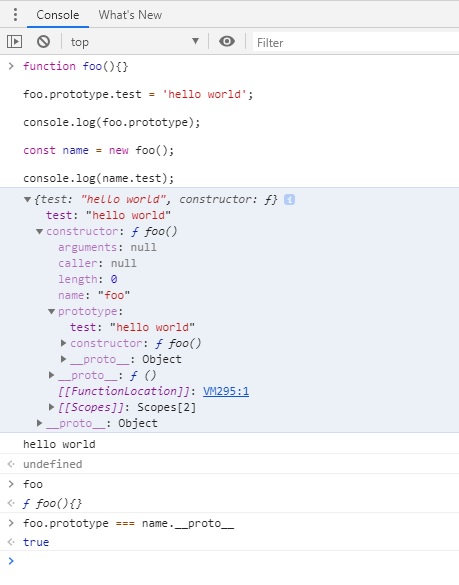 Console What's New
top Filter
function foo(){}
foo.prototype.test = 'hello world';
console.log(foo.prototype);
const name = new foo();
console.log(name.test);
{test: "hello world", constructor: ƒ} i
test: "hello world"
constructor: ƒ foo()
arguments: null
caller: null
length: 0
name: "foo"
prototype:
test: "hello world"
constructor: ƒ foo()
__proto__: Object
__proto__: ƒ ()
[[FunctionLocation]]: VM295:1
[[Scopes]]: Scopes[2]
__proto__: Object
hello world
undefined
foo
ƒ foo(){}
foo.prototype === name.__proto__
true